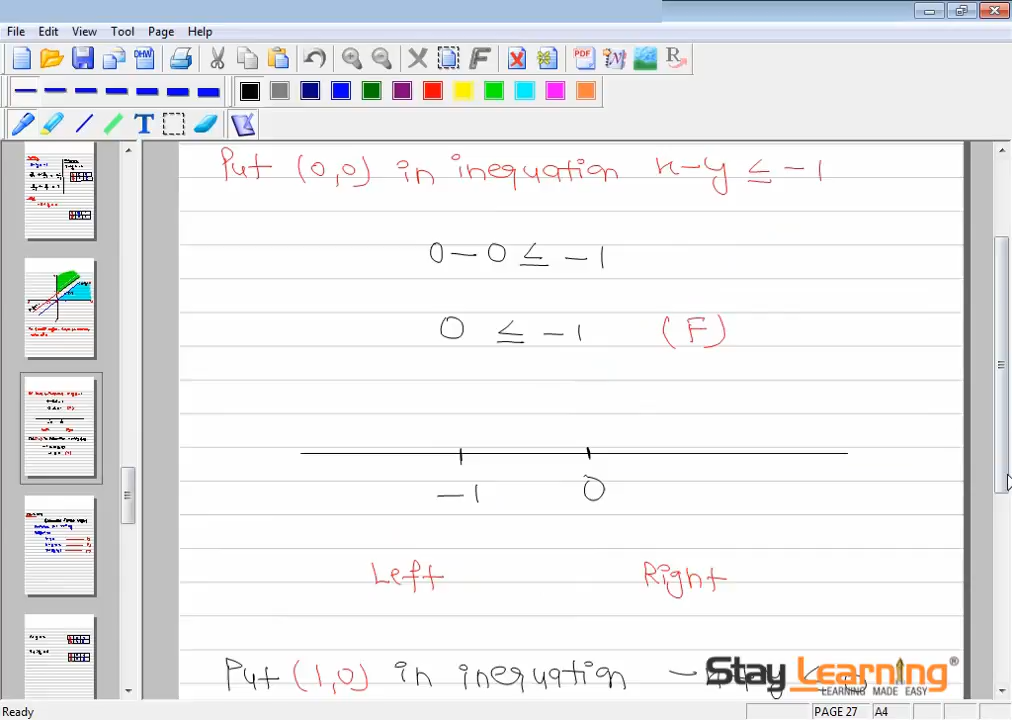 File Edit View Tool Page Help
PDF
Put (0,0) in inequation x-y ≤ -1
0-0 ≤ -1
0 ≤ -1 (F)
-1 0
Left Right
Put (1,0) in inequation
Stay Learning®
LEARNING MADE EASY
Ready PAGE 27 A4